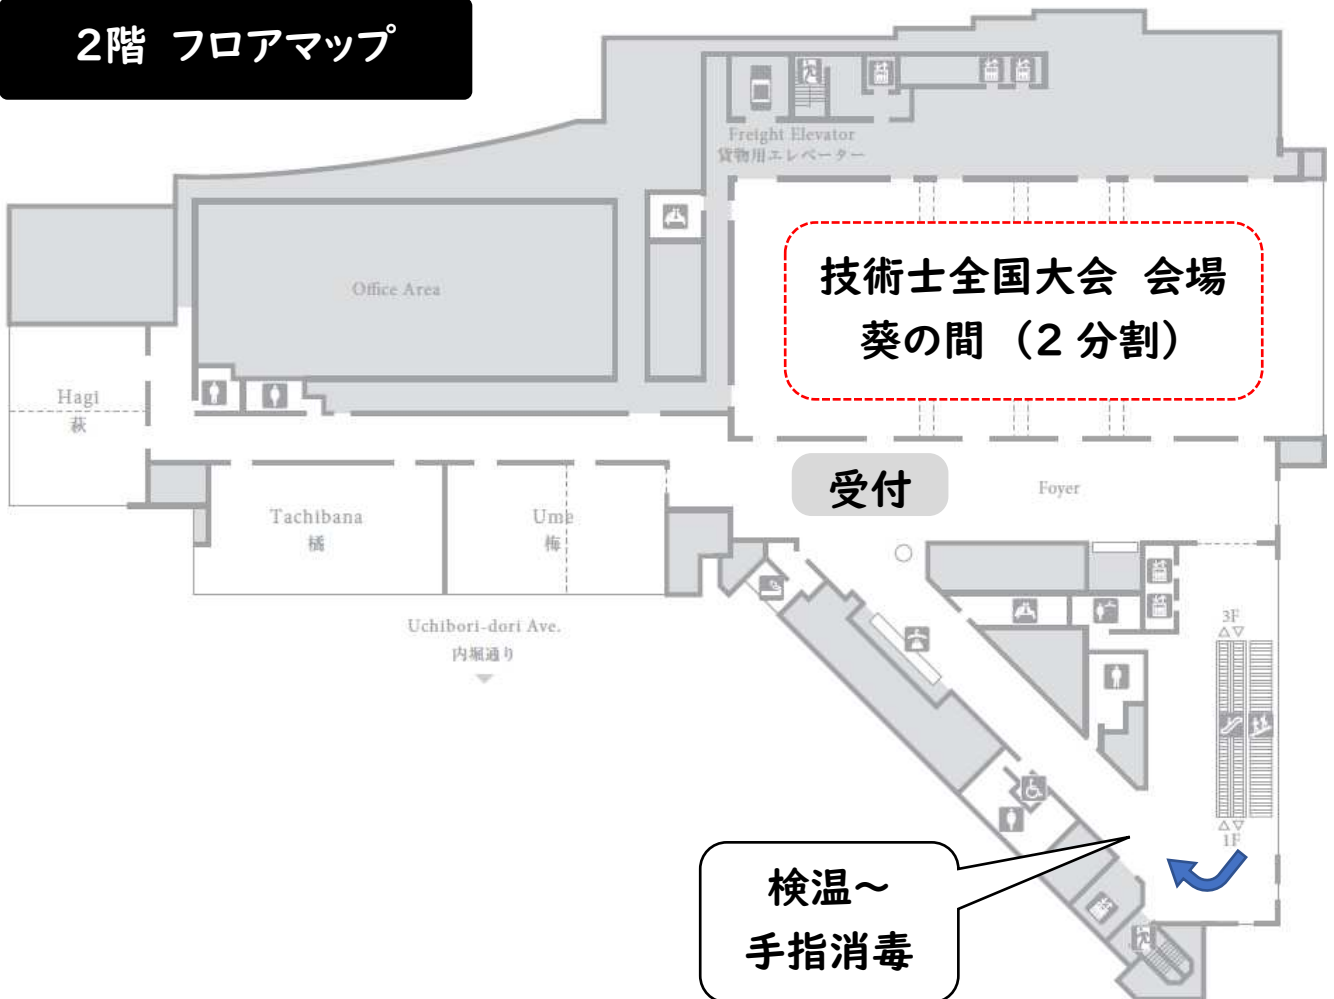 2階 フロアマップ
Freight Elevator
貨物用エレベーター
技術士全国大会 会場
葵の間 （2 分割）
Office Area
Hagi
萩
受付
Foyer
Tachibana
橘
Ume
梅
Uchibori-dori Ave.
内堀通り
3F
1F
検温～
手指消毒